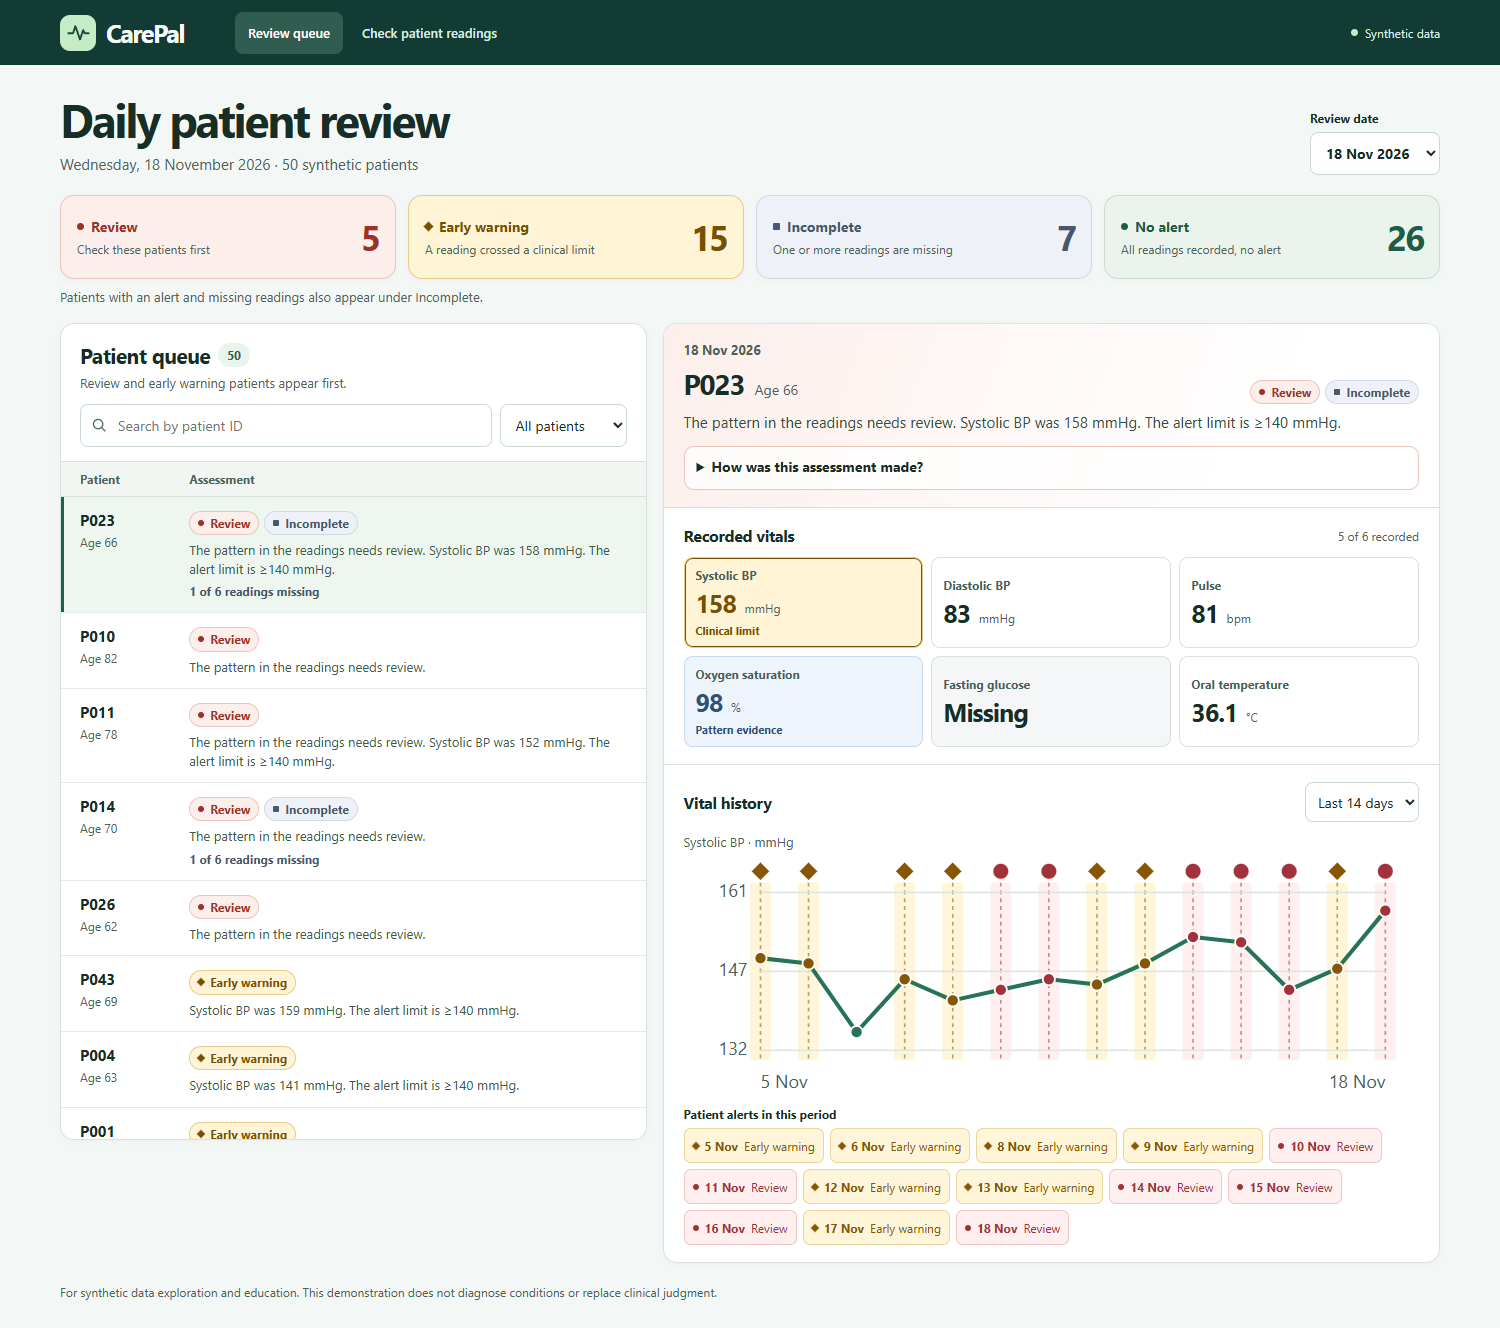 CarePal
Review queue
Check patient readings
Synthetic data
Daily patient review
Wednesday, 18 November 2026 · 50 synthetic patients
Review date
18 Nov 2026
Review
Check these patients first
5
Early warning
A reading crossed a clinical limit
15
Incomplete
One or more readings are missing
7
No alert
All readings recorded, no alert
26
Patients with an alert and missing readings also appear under Incomplete.
Patient queue 50
Review and early warning patients appear first.
Search by patient ID
All patients
Patient Assessment
P023
Age 66
Review Incomplete
The pattern in the readings needs review. Systolic BP was 158 mmHg. The
alert limit is ≥140 mmHg.
1 of 6 readings missing
P010
Age 82
Review
The pattern in the readings needs review.
P011
Age 78
Review
The pattern in the readings needs review. Systolic BP was 152 mmHg. The
alert limit is ≥140 mmHg.
P014
Age 70
Review Incomplete
The pattern in the readings needs review.
1 of 6 readings missing
P026
Age 62
Review
The pattern in the readings needs review.
P043
Age 69
Early warning
Systolic BP was 159 mmHg. The alert limit is ≥140 mmHg.
P004
Age 63
Early warning
Systolic BP was 141 mmHg. The alert limit is ≥140 mmHg.
P001
Early warning
18 Nov 2026
P023 Age 66
Review Incomplete
The pattern in the readings needs review. Systolic BP was 158 mmHg. The alert limit is ≥140 mmHg.
How was this assessment made?
Recorded vitals
5 of 6 recorded
Systolic BP
158 mmHg
Clinical limit
Diastolic BP
83 mmHg
Pulse
81 bpm
Oxygen saturation
98 %
Pattern evidence
Fasting glucose
Missing
Oral temperature
36.1 °C
Vital history
Last 14 days
Systolic BP · mmHg
161
147
132
5 Nov
18 Nov
Patient alerts in this period
5 Nov Early warning
6 Nov Early warning
8 Nov Early warning
9 Nov Early warning
10 Nov Review
11 Nov Review
12 Nov Early warning
13 Nov Early warning
14 Nov Review
15 Nov Review
16 Nov Review
17 Nov Early warning
18 Nov Review
For synthetic data exploration and education. This demonstration does not diagnose conditions or replace clinical judgment.